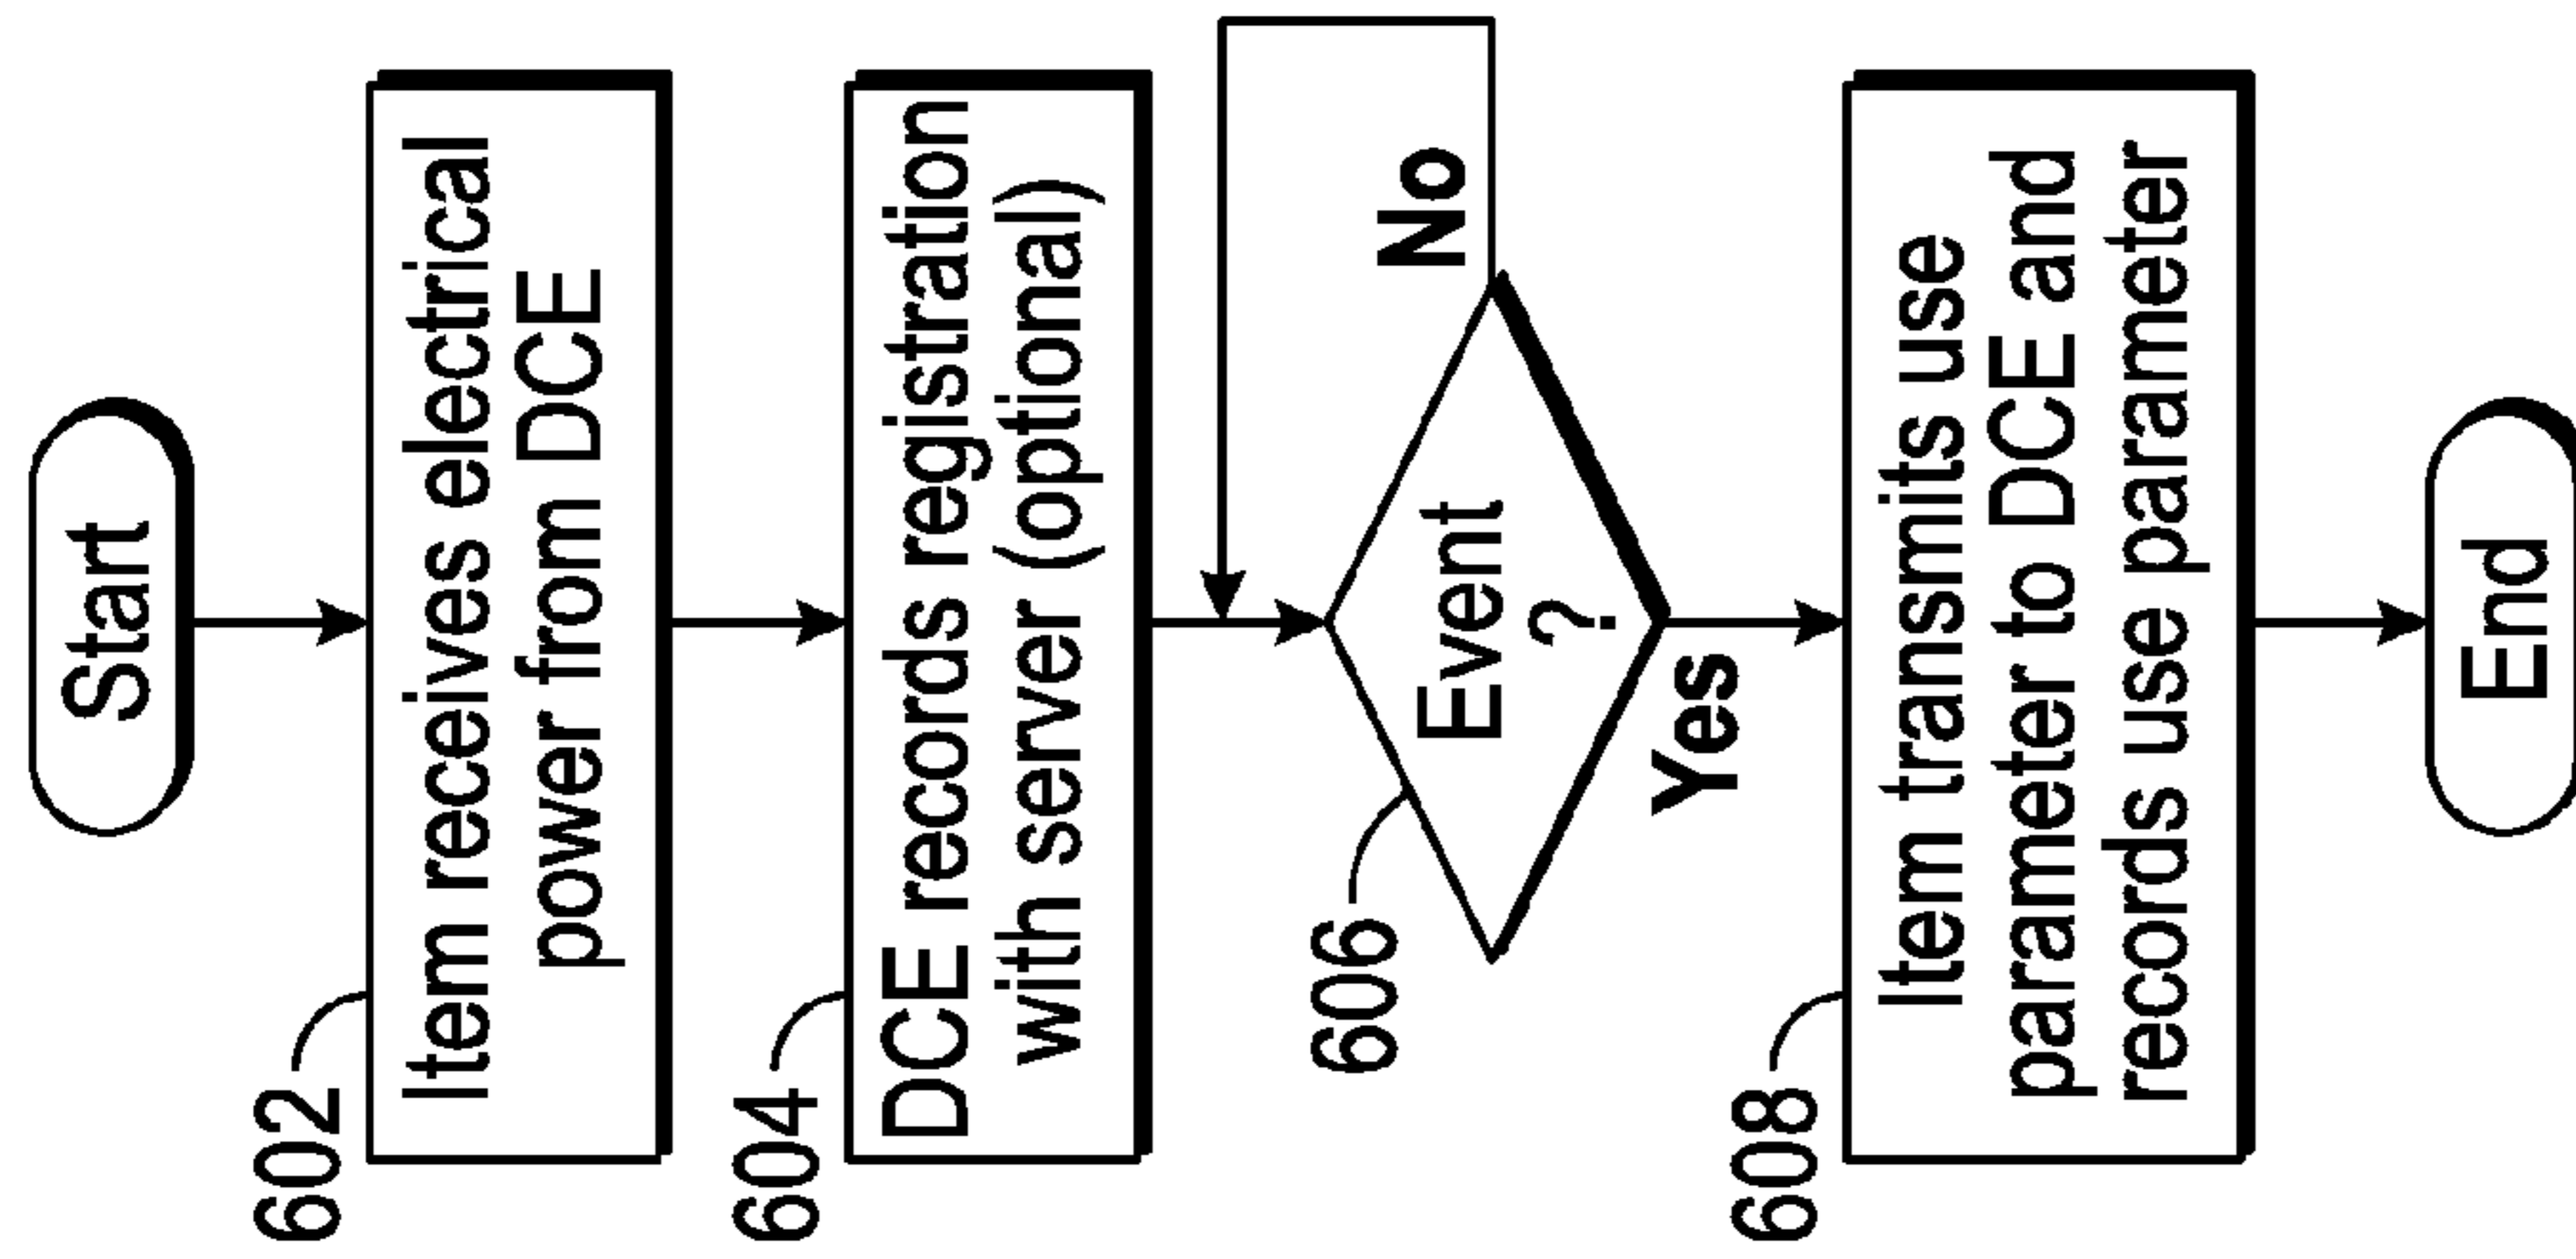 Start
602
Item receives electrical
power from DCE
604
DCE records registration
with server (optional)
606
Event
?
No
Yes
608
Item transmits use
parameter to DCE and
records use parameter
End